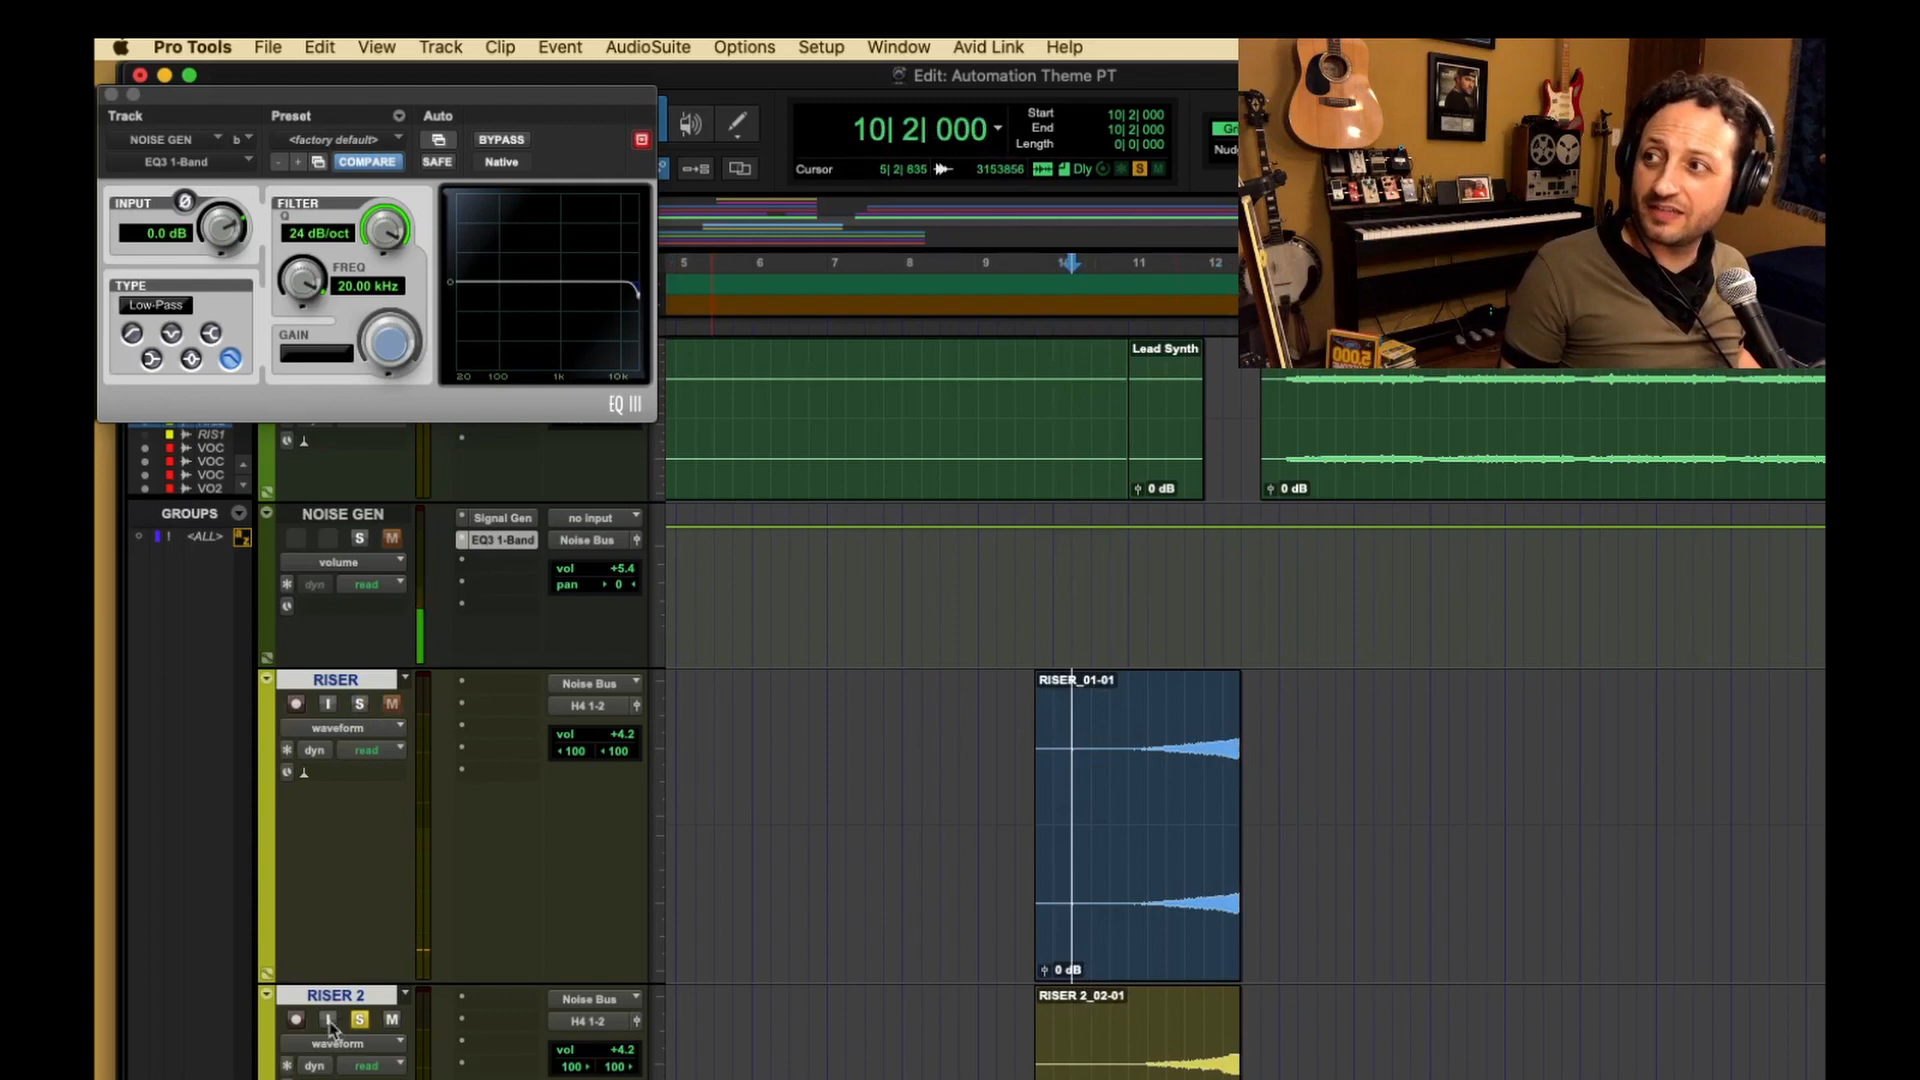 Pro Tools File Edit View Track Clip Event AudioSuite Options Setup Window Avid Link Help
Edit: Automation Theme PT
Track Preset Auto
NOISE GEN b <factory default> BYPASS
EQ3 1-Band - + COMPARE SAFE Native
INPUT
0.0 dB
FILTER
Q
24 dB/oct
FREQ
20.00 kHz
TYPE
Low-Pass
GAIN
0
20 100 1k 10k
EQ III
10| 2| 000
Start 10| 2| 000
End 10| 2| 000
Length 0| 0| 000
Cursor 5| 2| 835 3153856 Dly S M
Gr
Nud
5 6 7 8 9 11 12
Lead Synth
0 dB
0 dB
RIS1
VOC
VOC
VOC
VO2
GROUPS
! <ALL>
NOISE GEN
S M
volume
dyn read
Signal Gen
EQ3 1-Band
no input
Noise Bus
vol +5.4
pan 0
RISER
I S M
waveform
dyn read
Noise Bus
H4 1-2
vol +4.2
100 100
RISER_01-01
0 dB
RISER 2
I S M
waveform
dyn read
Noise Bus
H4 1-2
vol +4.2
100 100
RISER 2_02-01
5,000